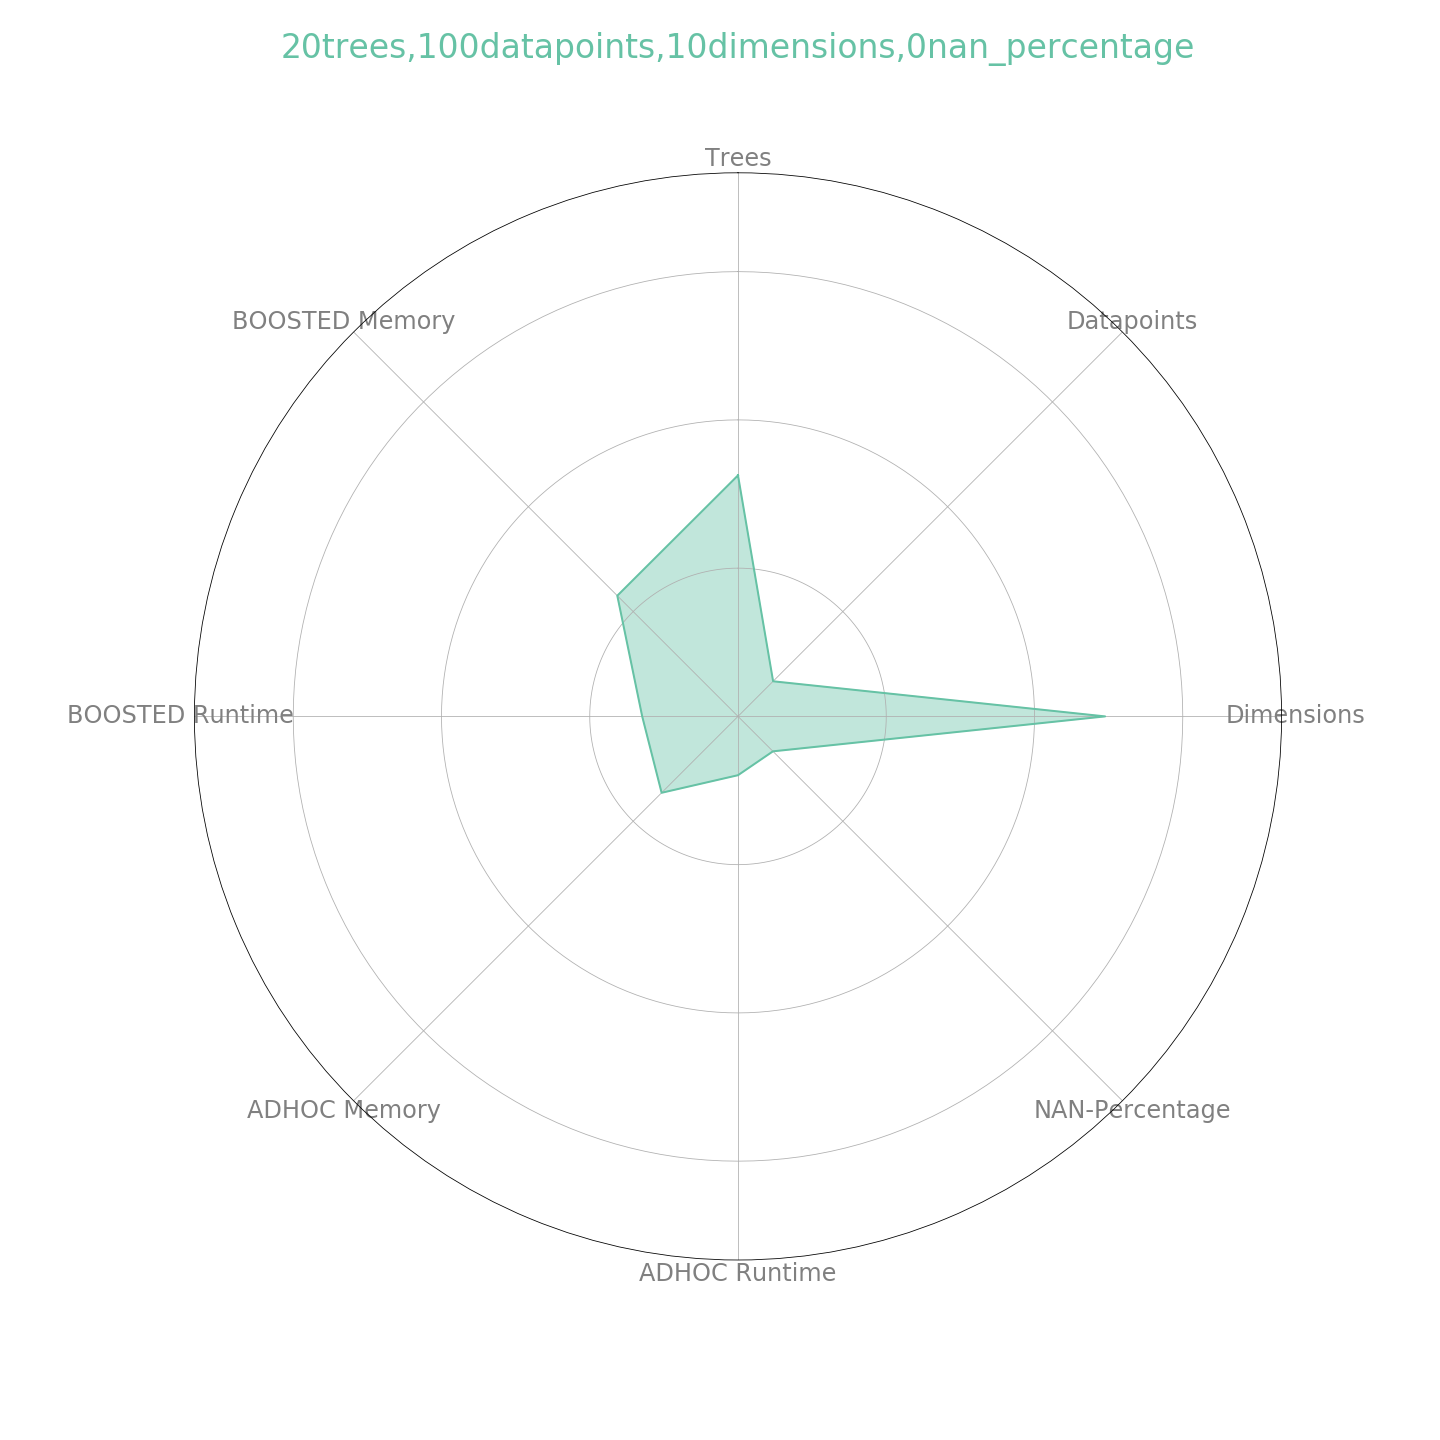 20trees,100datapoints,10dimensions,0nan_percentage
Trees
BOOSTED Memory
Datapoints
BOOSTED Runtime
Dimensions
ADHOC Memory
NAN-Percentage
ADHOC Runtime